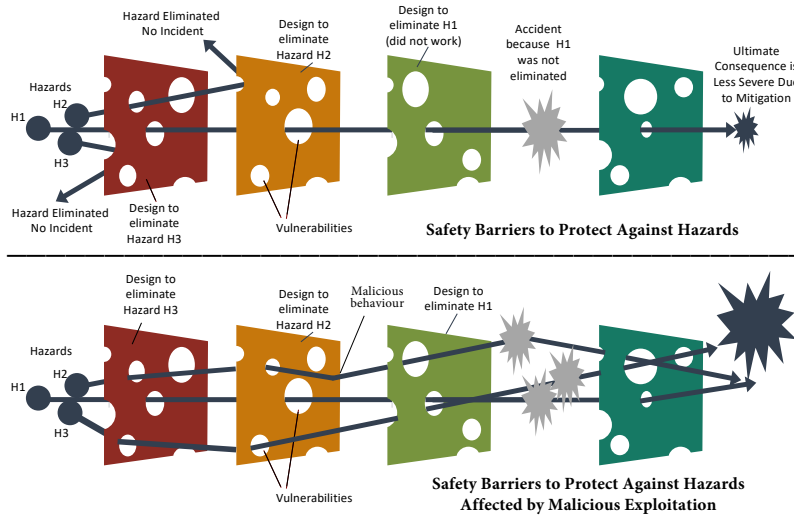 Hazard Eliminated
No Incident
Design to
eliminate
Hazard H2
Design to
eliminate H1
(did not work)
Accident
because H1
was not
eliminated
Ultimate
Consequence is
Less Severe Due
to Mitigation
Hazards
H2
H1
H3
Hazard Eliminated
No Incident
Design to
eliminate
Hazard H3
Vulnerabilities
Safety Barriers to Protect Against Hazards
Design to
eliminate
Hazard H3
Design to
eliminate
Hazard H2
Malicious
behaviour
Design to
eliminate H1
Hazards
H2
H1
H3
Vulnerabilities
Safety Barriers to Protect Against Hazards
Affected by Malicious Exploitation